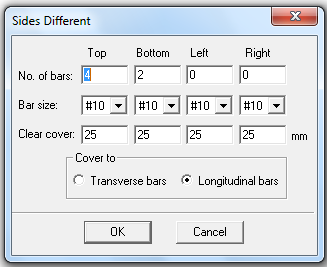 Sides Different
Top Bottom Left Right
No. of bars: 4 2 0 0
Bar size: #10 #10 #10 #10
Clear cover: 25 25 25 25 mm
Cover to
Transverse bars Longitudinal bars
OK Cancel